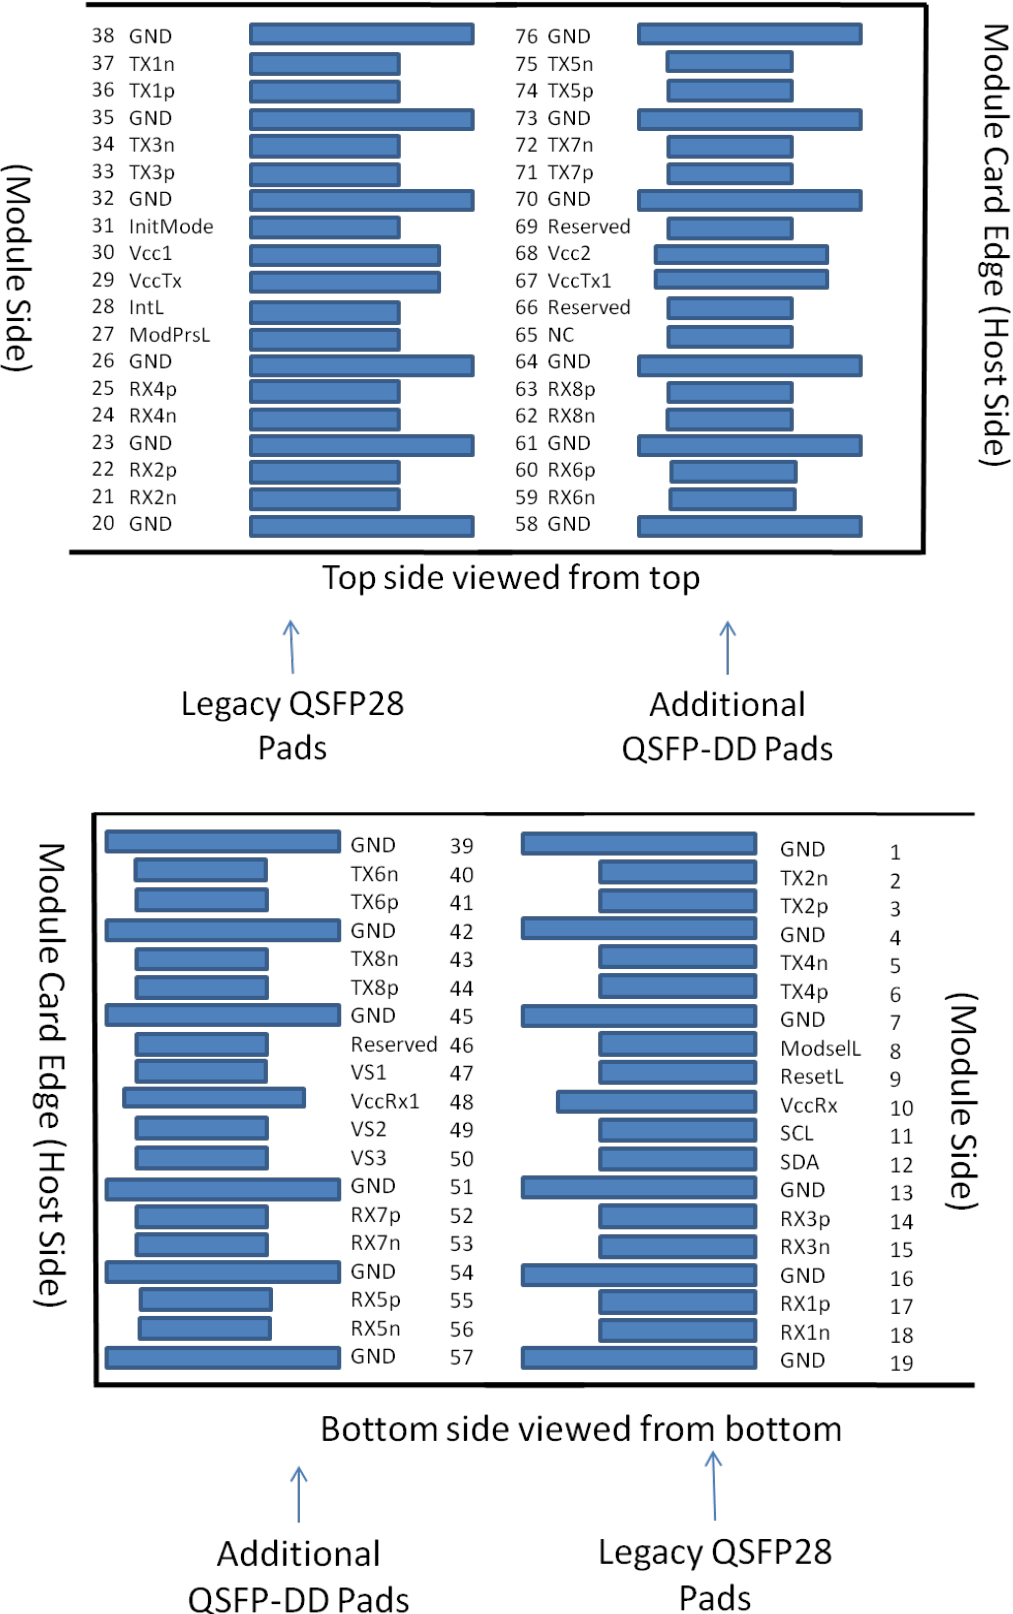 38 GND 76 GND
37 TX1n 75 TX5n
36 TX1p 74 TX5p
35 GND 73 GND
34 TX3n 72 TX7n
33 TX3p 71 TX7p
32 GND 70 GND
31 InitMode 69 Reserved
30 Vcc1 68 Vcc2
29 VccTx 67 VccTx1
28 IntL 66 Reserved
27 ModPrsL 65 NC
26 GND 64 GND
25 RX4p 63 RX8p
24 RX4n 62 RX8n
23 GND 61 GND
22 RX2p 60 RX6p
21 RX2n 59 RX6n
20 GND 58 GND
(Module Side)
Module Card Edge (Host Side)
Top side viewed from top
Legacy QSFP28
Pads
Additional
QSFP-DD Pads
Module Card Edge (Host Side)
GND 39 GND 1
TX6n 40 TX2n 2
TX6p 41 TX2p 3
GND 42 GND 4
TX8n 43 TX4n 5
TX8p 44 TX4p 6
GND 45 GND 7
Reserved 46 ModselL 8
VS1 47 ResetL 9
VccRx1 48 VccRx 10
VS2 49 SCL 11
VS3 50 SDA 12
GND 51 GND 13
RX7p 52 RX3p 14
RX7n 53 RX3n 15
GND 54 GND 16
RX5p 55 RX1p 17
RX5n 56 RX1n 18
GND 57 GND 19
(Module Side)
Bottom side viewed from bottom
Additional
QSFP-DD Pads
Legacy QSFP28
Pads